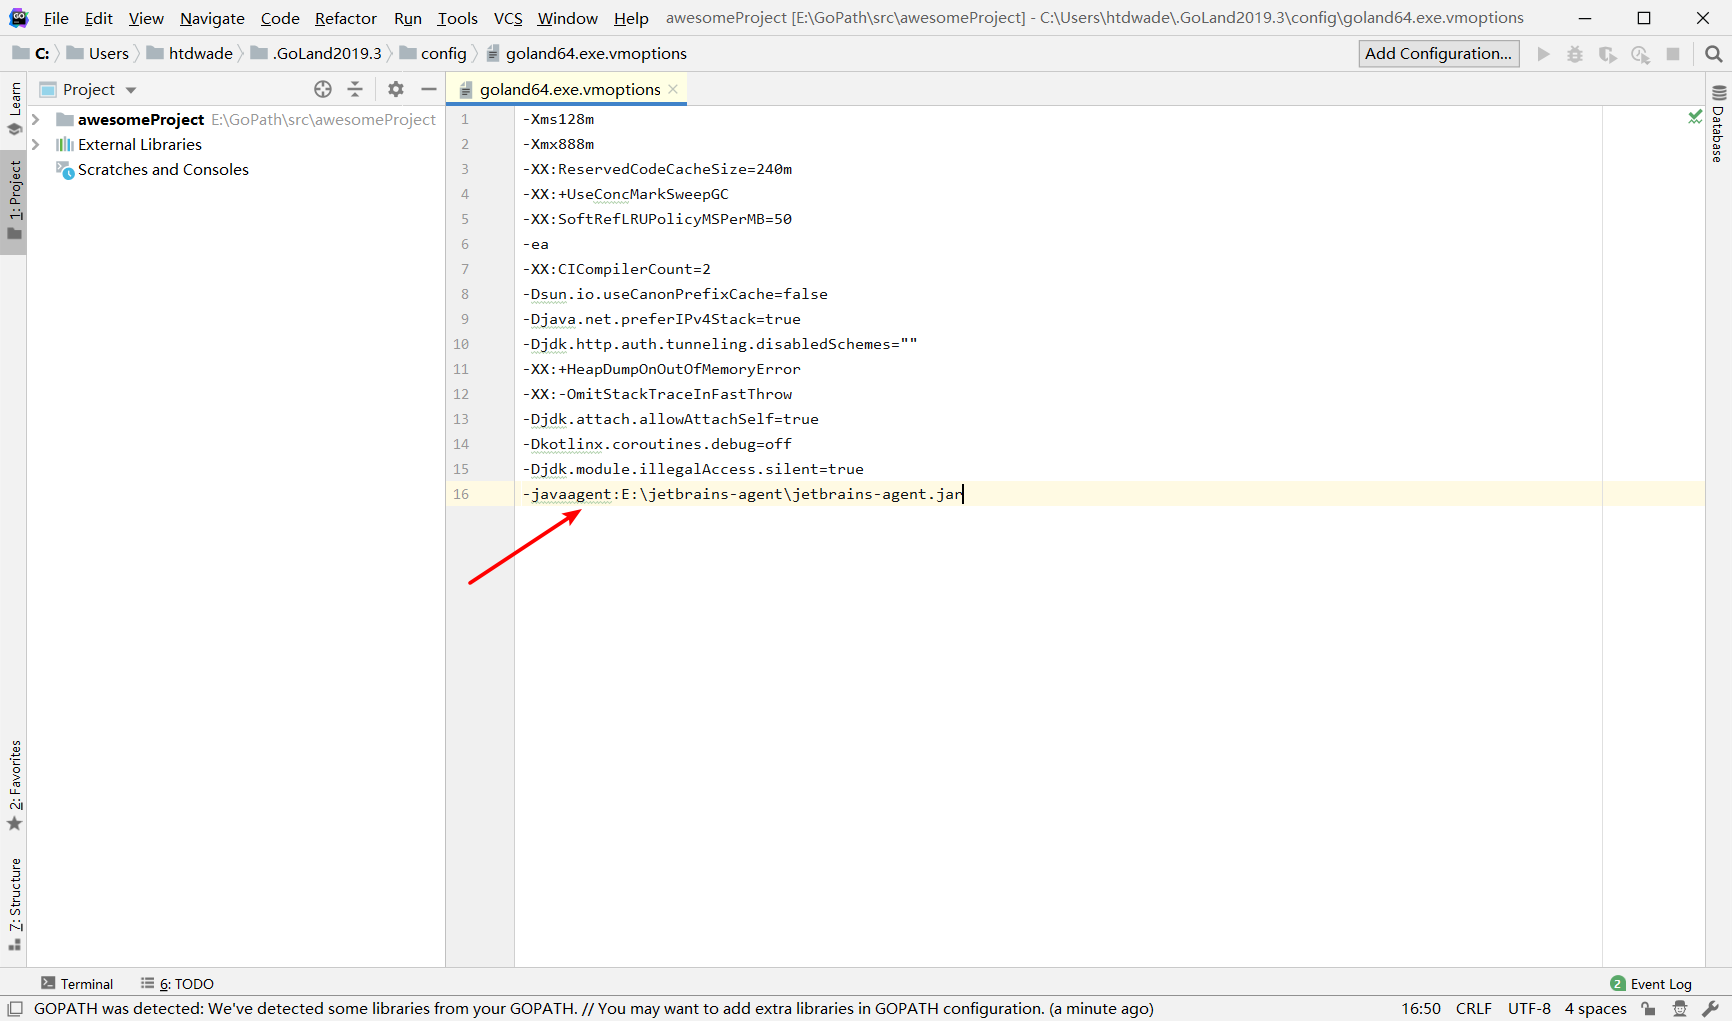 File Edit View Navigate Code Refactor Run Tools VCS Window Help awesomeProject [E:\GoPath\src\awesomeProject] - C:\Users\htdwade\.GoLand2019.3\config\goland64.exe.vmoptions
C: Users htdwade .GoLand2019.3 config goland64.exe.vmoptions Add Configuration...
Project goland64.exe.vmoptions
Learn
1: Project
2: Favorites
7: Structure
awesomeProject E:\GoPath\src\awesomeProject
External Libraries
Scratches and Consoles
1 -Xms128m
2 -Xmx888m
3 -XX:ReservedCodeCacheSize=240m
4 -XX:+UseConcMarkSweepGC
5 -XX:SoftRefLRUPolicyMSPerMB=50
6 -ea
7 -XX:CICompilerCount=2
8 -Dsun.io.useCanonPrefixCache=false
9 -Djava.net.preferIPv4Stack=true
10 -Djdk.http.auth.tunneling.disabledSchemes=""
11 -XX:+HeapDumpOnOutOfMemoryError
12 -XX:-OmitStackTraceInFastThrow
13 -Djdk.attach.allowAttachSelf=true
14 -Dkotlinx.coroutines.debug=off
15 -Djdk.module.illegalAccess.silent=true
16 -javaagent:E:\jetbrains-agent\jetbrains-agent.jar
Database
Terminal 6: TODO 2 Event Log
GOPATH was detected: We've detected some libraries from your GOPATH. // You may want to add extra libraries in GOPATH configuration. (a minute ago) 16:50 CRLF UTF-8 4 spaces